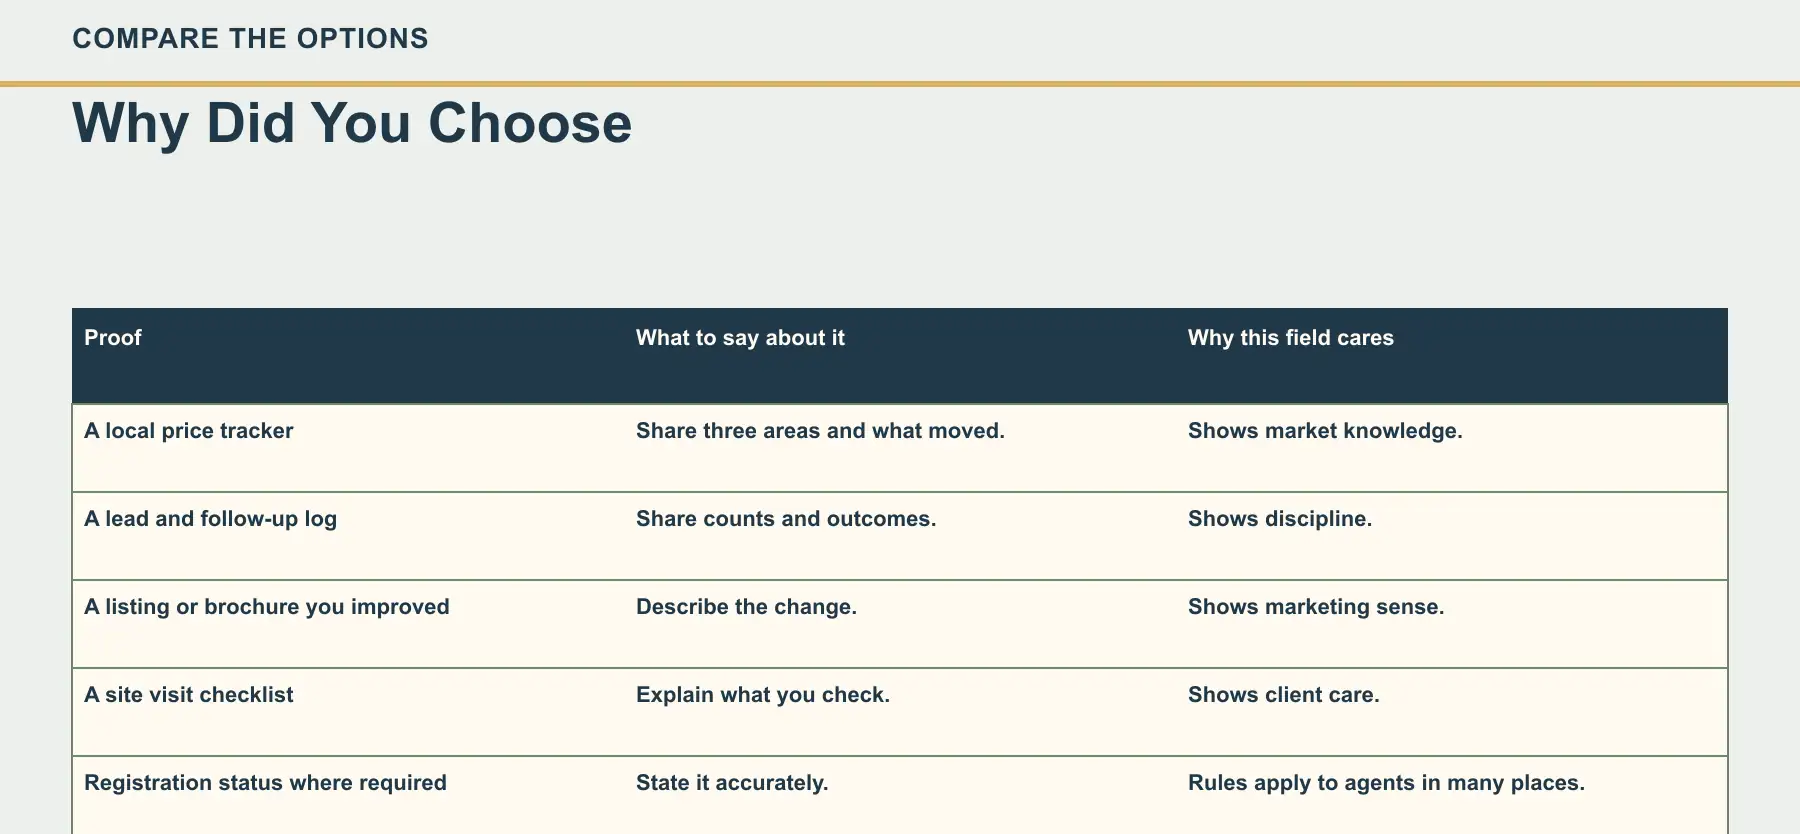 COMPARE THE OPTIONS
Why Did You Choose
Proof What to say about it Why this field cares
A local price tracker Share three areas and what moved. Shows market knowledge.
A lead and follow-up log Share counts and outcomes. Shows discipline.
A listing or brochure you improved Describe the change. Shows marketing sense.
A site visit checklist Explain what you check. Shows client care.
Registration status where required State it accurately. Rules apply to agents in many places.